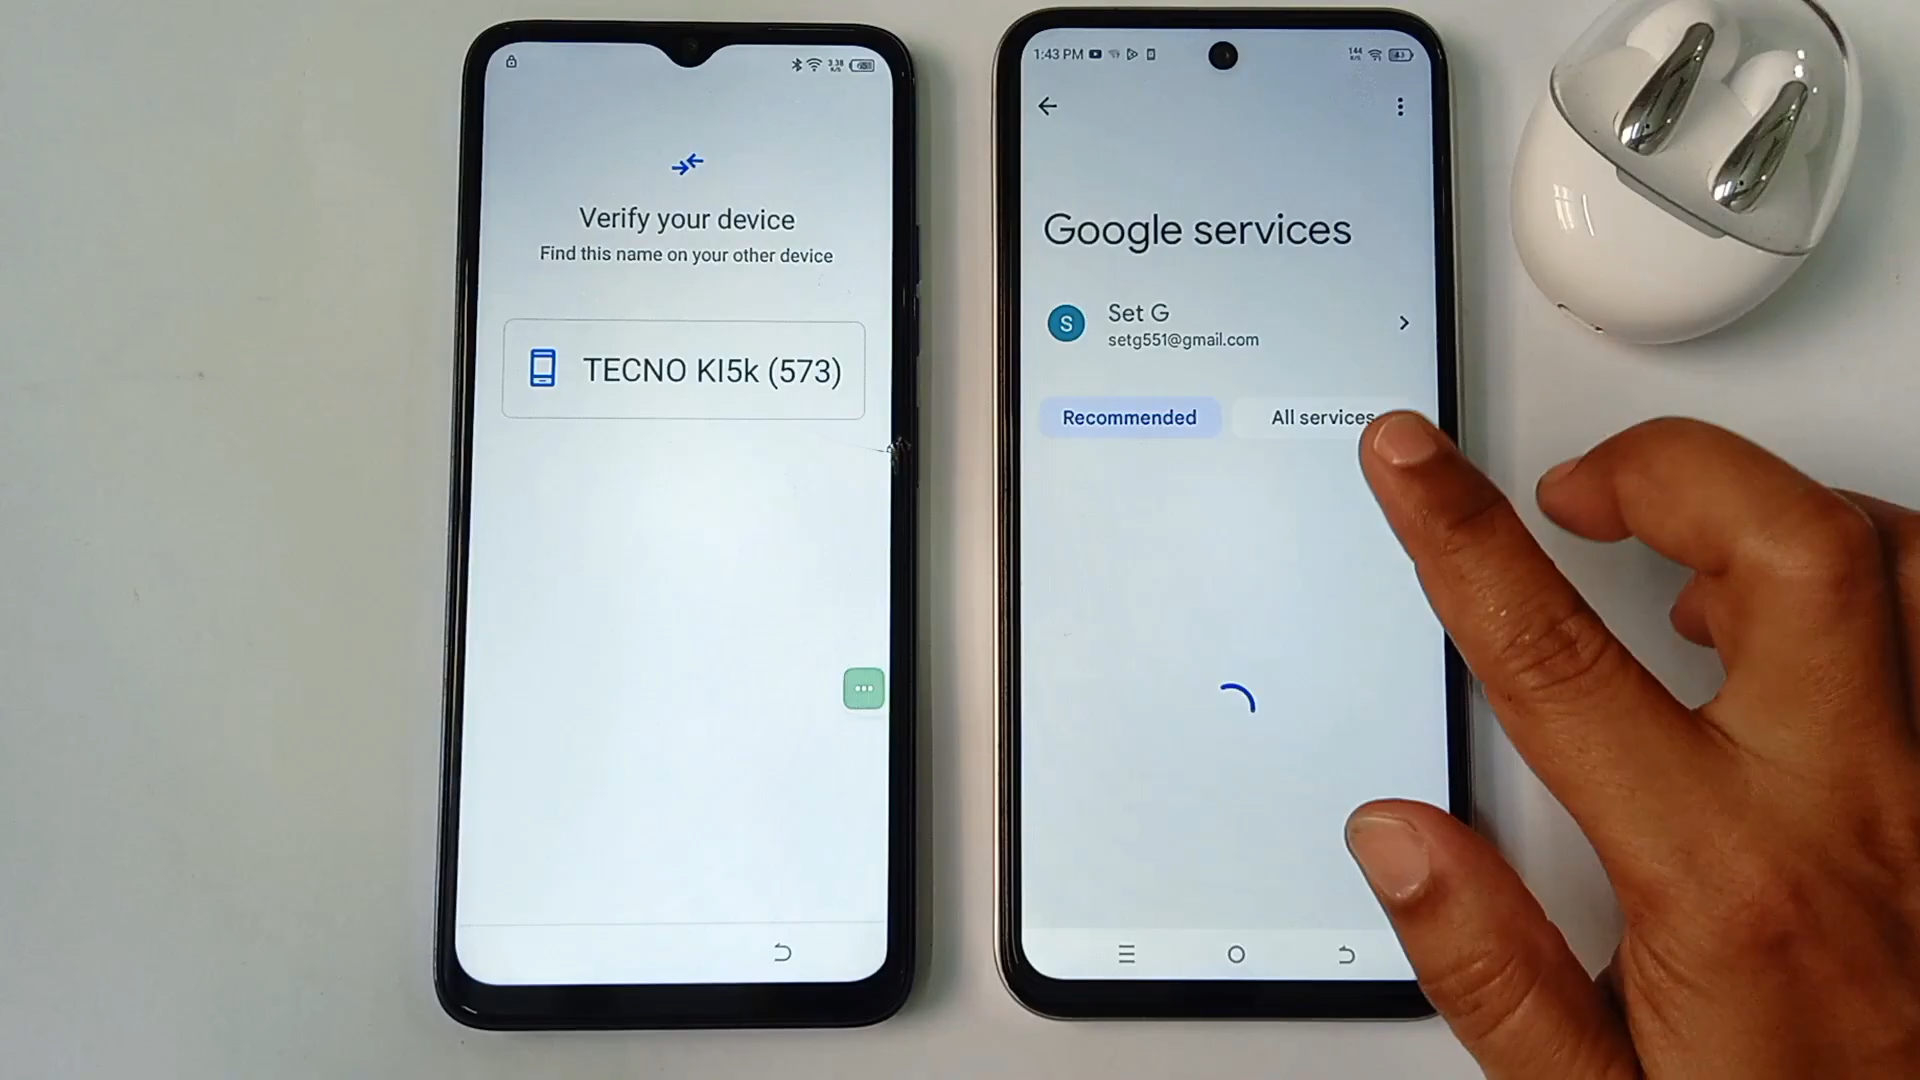 Verify your device
Find this name on your other device
TECNO KI5k (573)
1:43 PM
Google services
S
Set G
setg551@gmail.com
Recommended
All services